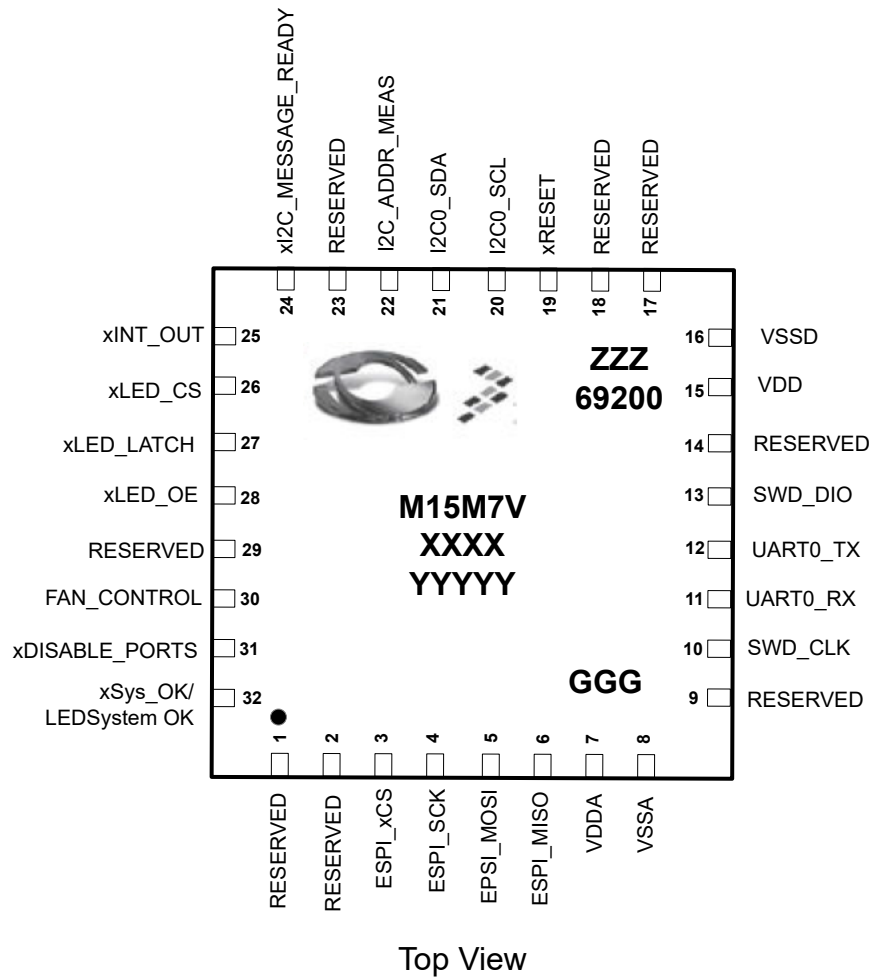 xI2C_MESSAGE_READY
RESERVED
I2C_ADDR_MEAS
I2C0_SDA
I2C0_SCL
xRESET
RESERVED
RESERVED
24
23
22
21
20
19
18
17
xINT_OUT 25
xLED_CS 26
xLED_LATCH 27
xLED_OE 28
RESERVED 29
FAN_CONTROL 30
xDISABLE_PORTS 31
xSys_OK/
LEDSystem OK
32
ZZZ
69200
M15M7V
XXXX
YYYYY
GGG
16 VSSD
15 VDD
14 RESERVED
13 SWD_DIO
12 UART0_TX
11 UART0_RX
10 SWD_CLK
9 RESERVED
1
2
3
4
5
6
7
8
RESERVED
RESERVED
ESPI_xCS
ESPI_SCK
EPSI_MOSI
ESPI_MISO
VDDA
VSSA
Top View